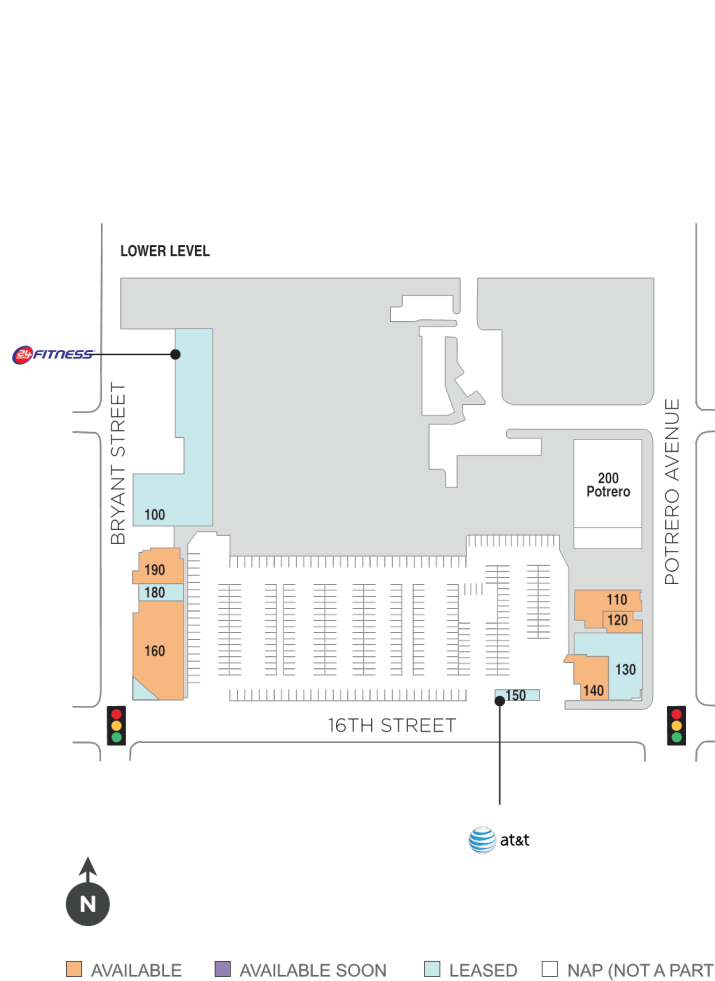 LOWER LEVEL
24 FITNESS
BRYANT STREET
POTRERO AVENUE
200
Potrero
100
190
180
160
110
120
130
140
150
16TH STREET
at&t
N
AVAILABLE
AVAILABLE SOON
LEASED
NAP (NOT A PART